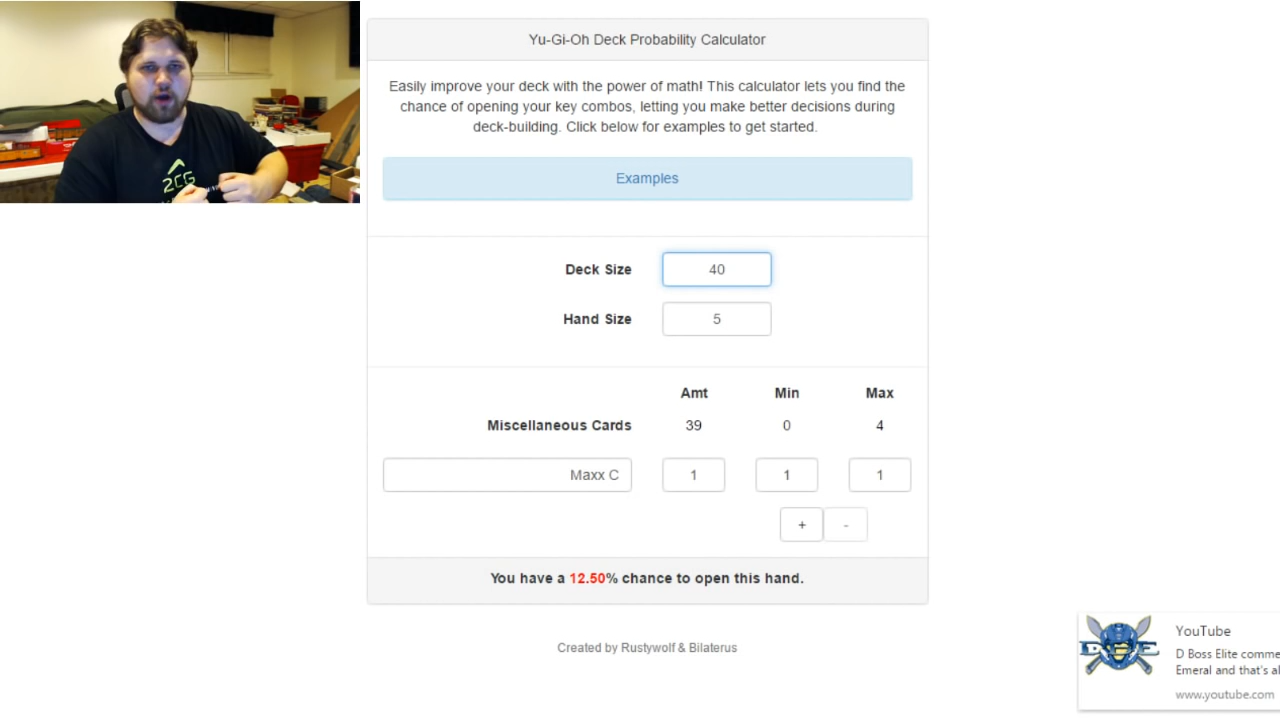 Yu-Gi-Oh Deck Probability Calculator
Easily improve your deck with the power of math! This calculator lets you find the
chance of opening your key combos, letting you make better decisions during
deck-building. Click below for examples to get started.
2CG
Examples
Deck Size 40
Hand Size 5
Amt Min Max
Miscellaneous Cards 39 0 4
Maxx C 1 1 1
+ -
You have a 12.50% chance to open this hand.
Created by Rustywolf & Bilaterus
YouTube
D Boss Elite comme
Emeral and that's al
www.youtube.com